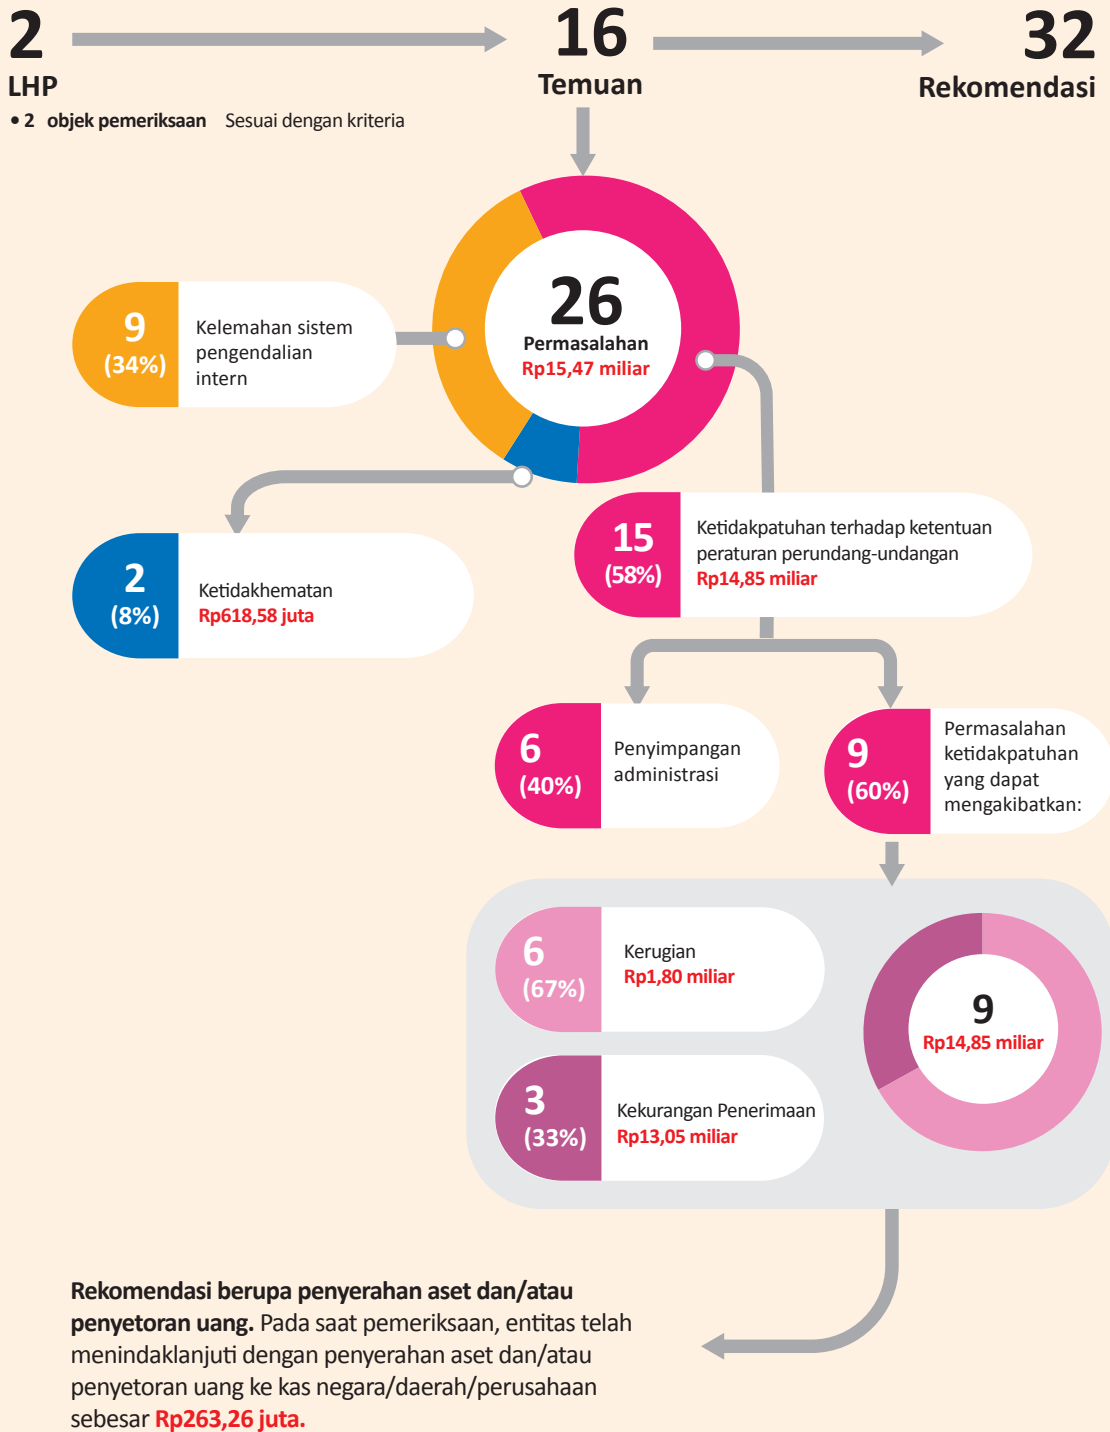 2
LHP
• 2 objek pemeriksaan Sesuai dengan kriteria
16
Temuan
32
Rekomendasi
26
Permasalahan
Rp15,47 miliar
9
(34%)
Kelemahan sistem
pengendalian
intern
2
(8%)
Ketidakhematan
Rp618,58 juta
15
(58%)
Ketidakpatuhan terhadap ketentuan
peraturan perundang-undangan
Rp14,85 miliar
6
(40%)
Penyimpangan
administrasi
9
(60%)
Permasalahan
ketidakpatuhan
yang dapat
mengakibatkan:
6
(67%)
Kerugian
Rp1,80 miliar
3
(33%)
Kekurangan Penerimaan
Rp13,05 miliar
9
Rp14,85 miliar
Rekomendasi berupa penyerahan aset dan/atau
penyetoran uang. Pada saat pemeriksaan, entitas telah
menindaklanjuti dengan penyerahan aset dan/atau
penyetoran uang ke kas negara/daerah/perusahaan
sebesar Rp263,26 juta.